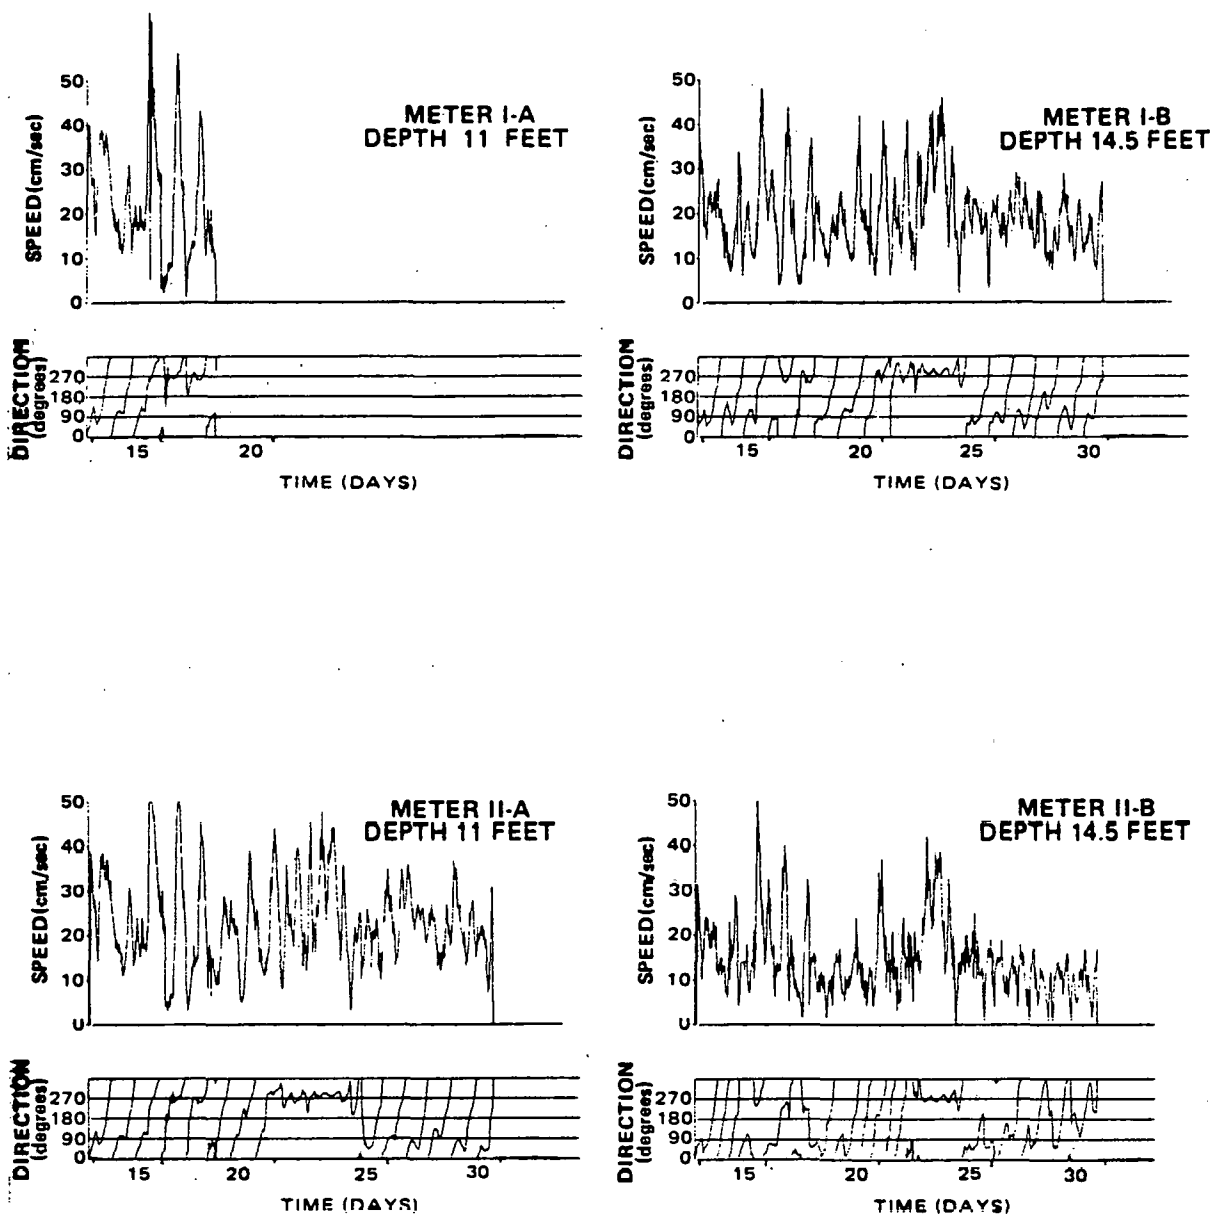 METER I-A
DEPTH 11 FEET
SPEED(cm/sec)
50
40
30
20
10
0
DIRECTION
(degrees)
270
180
90
0
15 20
TIME (DAYS)
METER I-B
DEPTH 14.5 FEET
SPEED(cm/sec)
50
40
30
20
10
0
DIRECTION
(degrees)
270
180
90
0
15 20 25 30
TIME (DAYS)
METER II-A
DEPTH 11 FEET
SPEED(cm/sec)
50
40
30
20
10
0
DIRECTION
(degrees)
270
180
90
0
15 20 25 30
TIME (DAYS)
METER II-B
DEPTH 14.5 FEET
SPEED(cm/sec)
50
40
30
20
10
0
DIRECTION
(degrees)
270
180
90
0
15 20 25 30
TIME (DAYS)